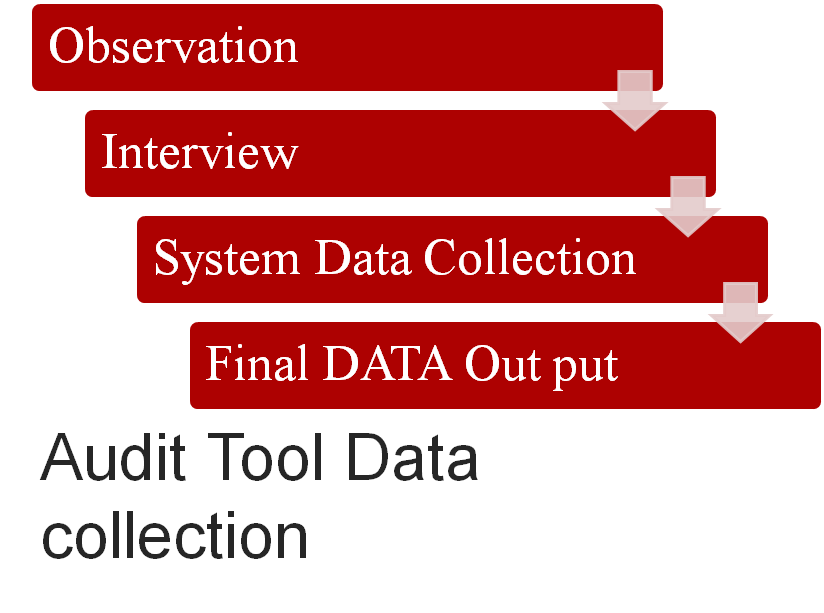 Observation
Interview
System Data Collection
Final DATA Out put
Audit Tool Data
collection